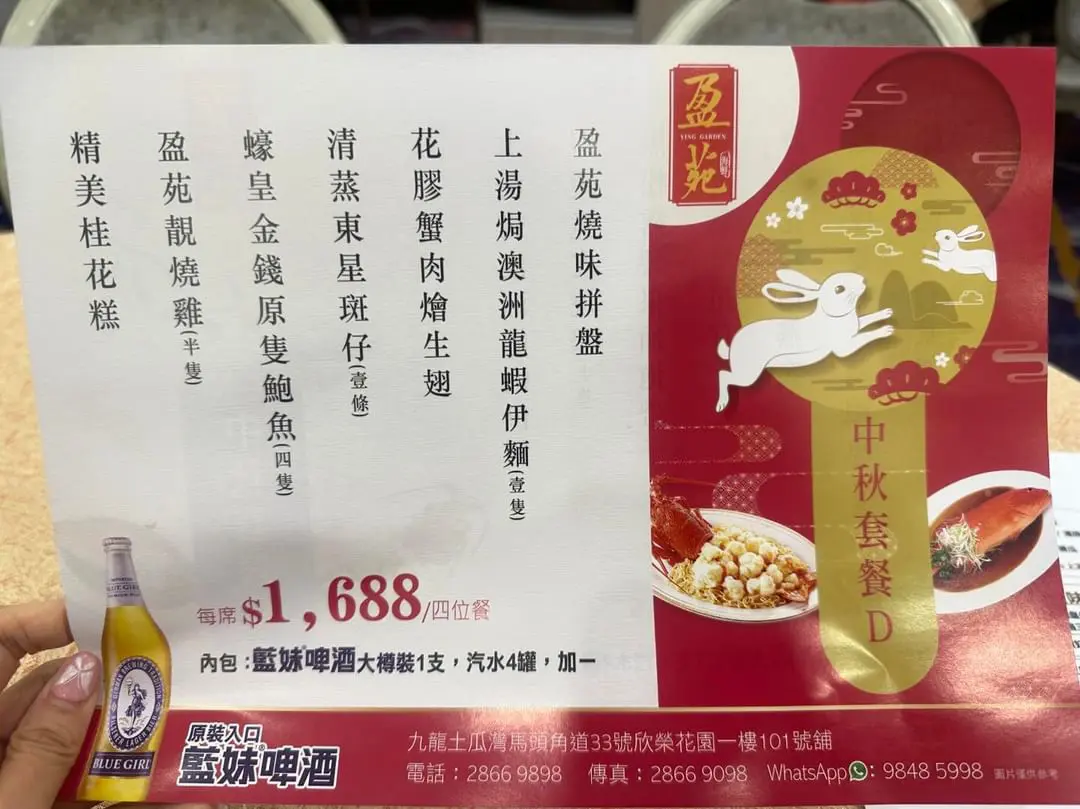 盈
YING GARDEN
苑
海鮮
中秋套餐D
盈苑燒味拼盤
上湯焗澳洲龍蝦伊麵(壹隻)
花膠蟹肉燴生翅
清蒸東星斑仔(壹條)
蠔皇金錢原隻鮑魚(四隻)
盈苑靚燒雞(半隻)
精美桂花糕
每席$1,688/四位餐
內包:藍妹啤酒大樽裝1支,汽水4罐,加一
BLUE GIRL
BLUE GIRL
原裝入口
藍妹®啤酒
九龍土瓜灣馬頭角道33號欣榮花園一樓101號舖
電話:2866 9898 傳真:2866 9098 WhatsApp:9848 5998 圖片僅供參考